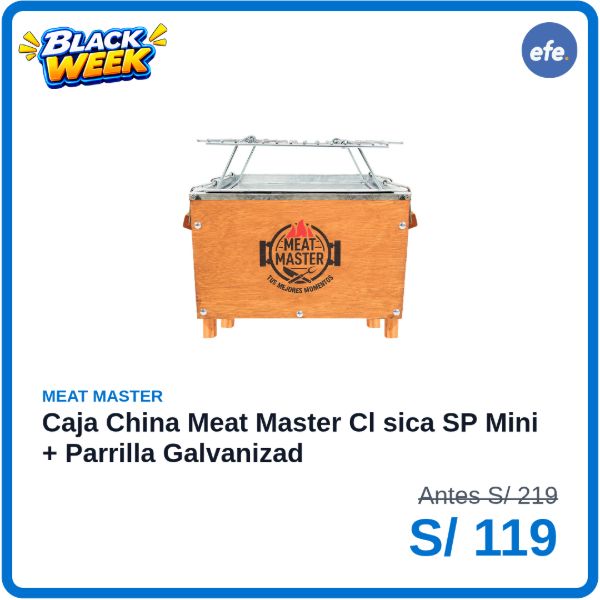 BLACK
WEEK
efe.
MEAT
MASTER
TUS MEJORES MOMENTOS
MEAT MASTER
Caja China Meat Master Cl sica SP Mini
+ Parrilla Galvanizad
Antes S/ 219
S/ 119